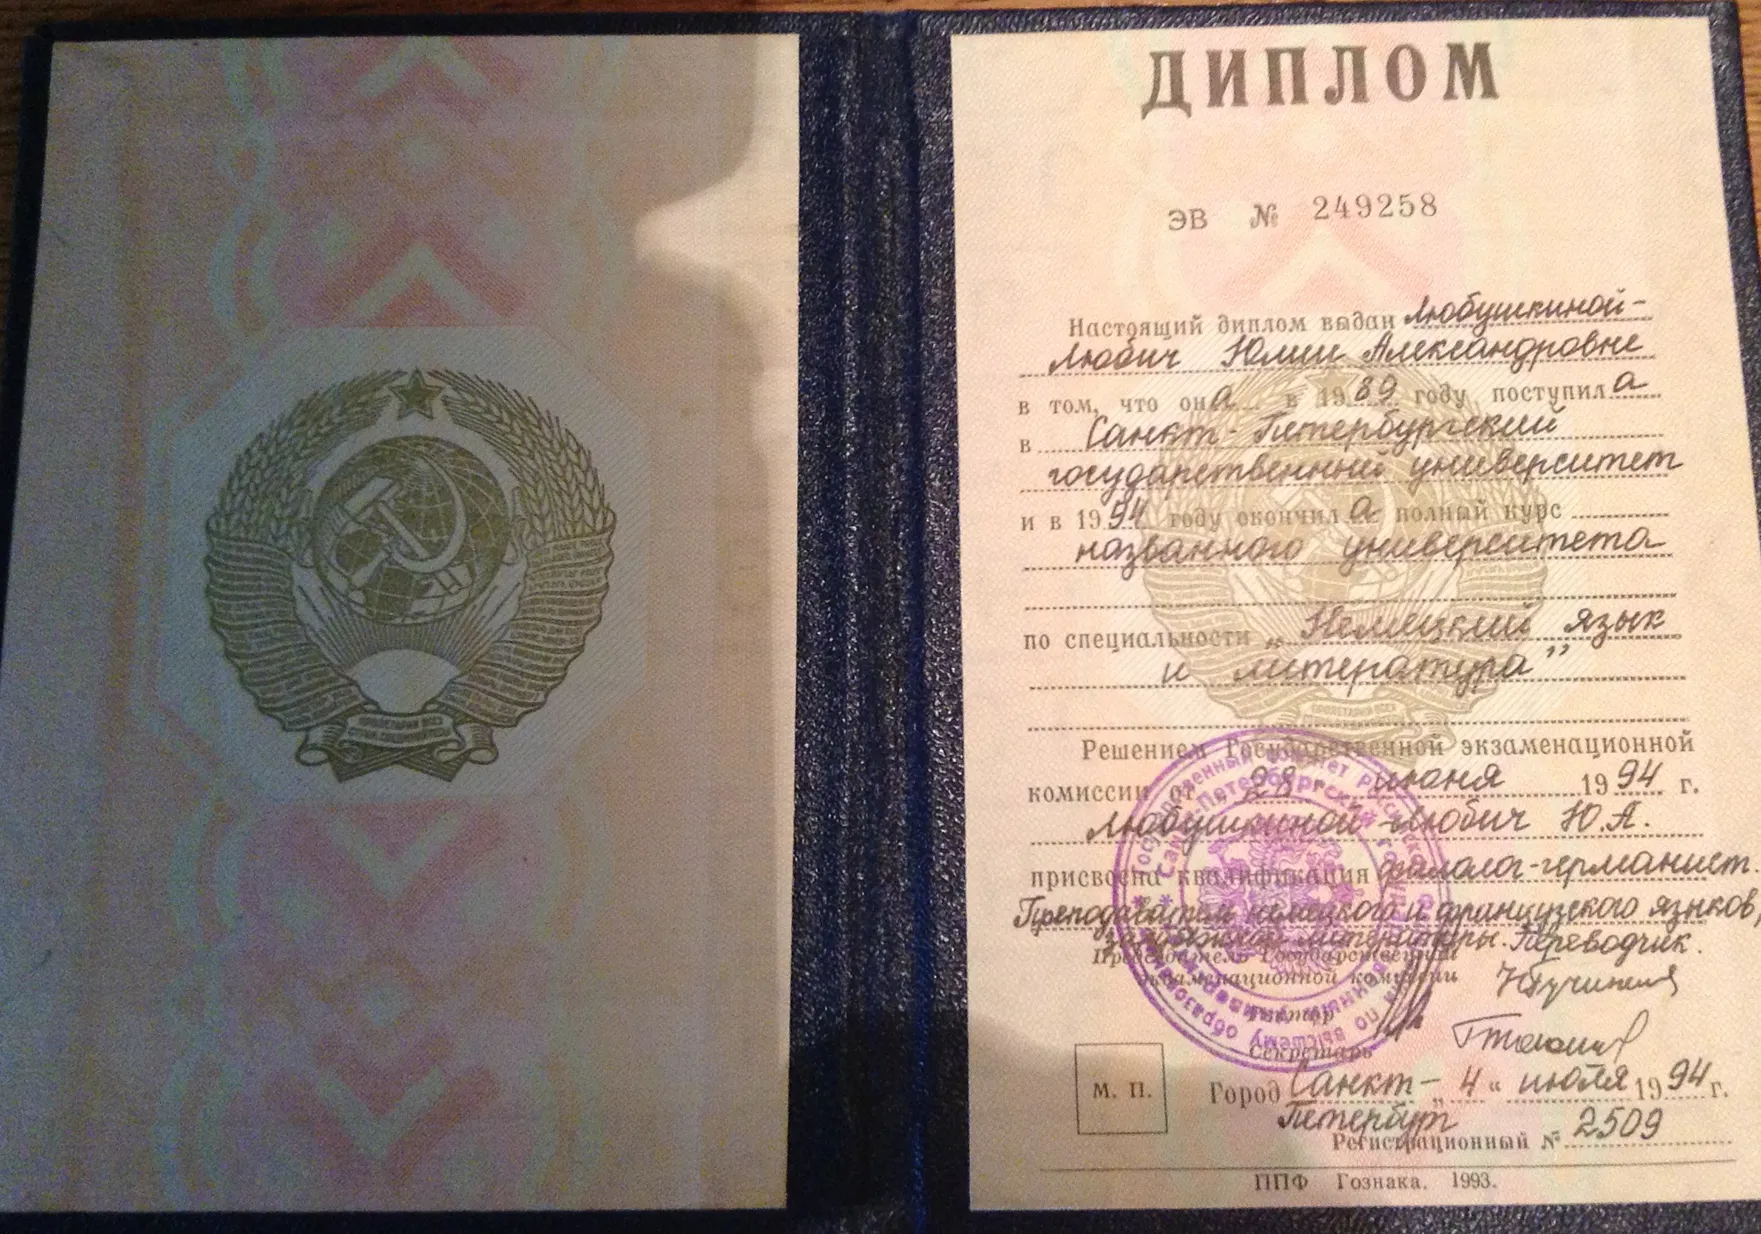 ДИПЛОМ
ЭВ № 249258
Настоящий диплом выдан Любушкиной-
Любич Юлии Александровне
в том, что она в 1989 году поступила
в Санкт-Петербургский
государственный университет
и в 1994 году окончила полный курс
названного университета
по специальности „Немецкий язык
и литература”
Решением Государственной экзаменационной
комиссии от 28 июня 1994 г.
Любушкиной-Любич Ю.А.
присвоена квалификация филолог-германист.
Преподаватель немецкого и французского языков,
зарубежной литературы. Переводчик.
Председатель Государственной
экзаменационной комиссии
Ректор
Секретарь
М. П.
Город Санкт- „4“ июля 1994 г.
Петербург
Регистрационный № 2509
ППФ Гознака. 1993.